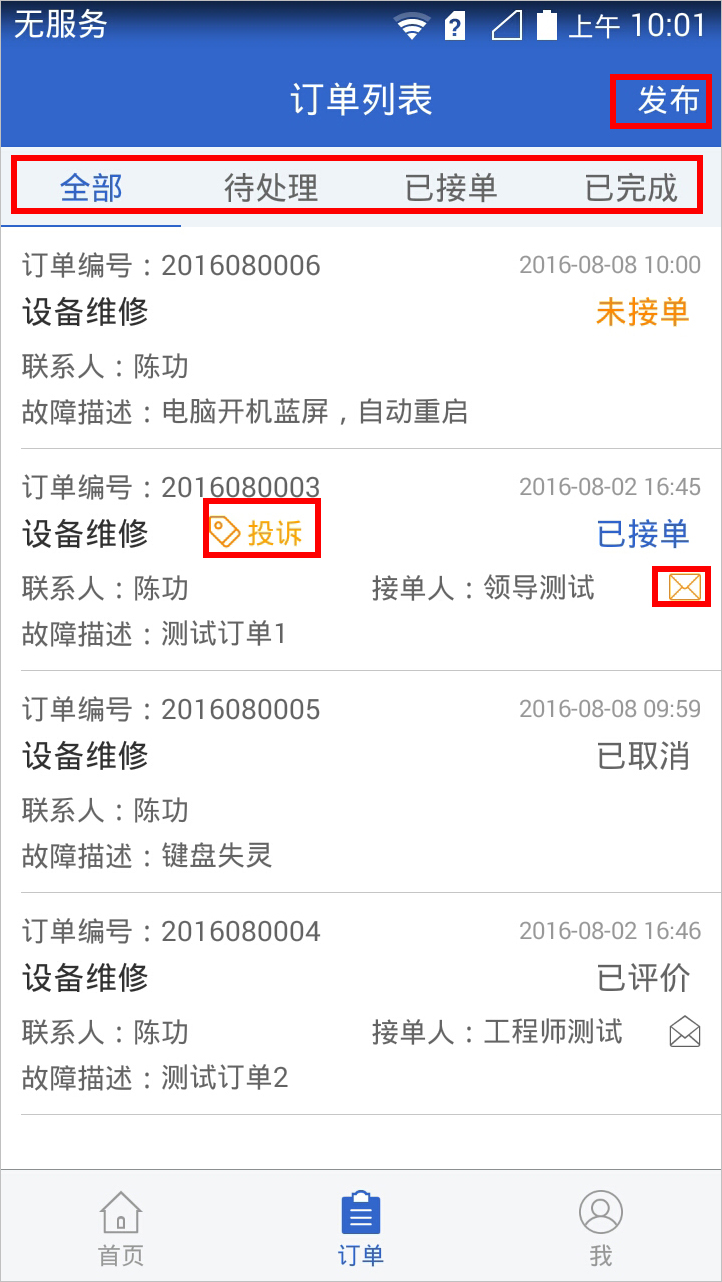 无服务 上午 10:01
订单列表 发布
全部 待处理 已接单 已完成
订单编号：2016080006 2016-08-08 10:00
设备维修 未接单
联系人：陈功
故障描述：电脑开机蓝屏，自动重启
订单编号：2016080003 2016-08-02 16:45
设备维修 投诉 已接单
联系人：陈功 接单人：领导测试
故障描述：测试订单1
订单编号：2016080005 2016-08-08 09:59
设备维修 已取消
联系人：陈功
故障描述：键盘失灵
订单编号：2016080004 2016-08-02 16:46
设备维修 已评价
联系人：陈功 接单人：工程师测试
故障描述：测试订单2
首页 订单 我